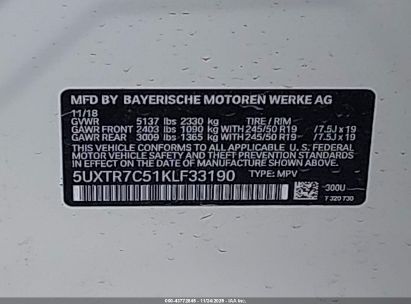 MFD BY BAYERISCHE MOTOREN WERKE AG
11/18
GVWR 5137 lbs 2330 kg TIRE / RIM
GAWR FRONT 2403 lbs 1090 kg WITH 245/50 R19 /7.5J x 19
GAWR REAR 3009 lbs 1365 kg WITH 245/50 R19 /7.5J x 19
THIS VEHICLE CONFORMS TO ALL APPLICABLE U. S. FEDERAL
MOTOR VEHICLE SAFETY STANDARDS IN EFFECT ON THE
DATE OF MANUFACTURE SHOWN ABOVE.
5UXTR7C51KLF33190 TYPE: MPV
300U
7 320 730